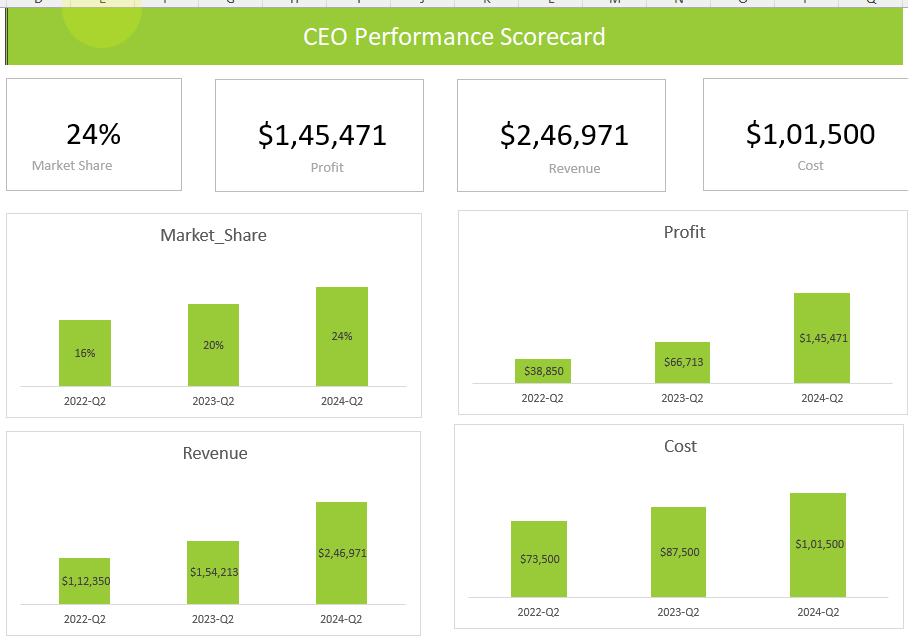 CEO Performance Scorecard
24%
Market Share
$1,45,471
Profit
$2,46,971
Revenue
$1,01,500
Cost
Market_Share
16%
20%
24%
2022-Q2
2023-Q2
2024-Q2
Profit
$38,850
$66,713
$1,45,471
2022-Q2
2023-Q2
2024-Q2
Revenue
$1,12,350
$1,54,213
$2,46,971
2022-Q2
2023-Q2
2024-Q2
Cost
$73,500
$87,500
$1,01,500
2022-Q2
2023-Q2
2024-Q2